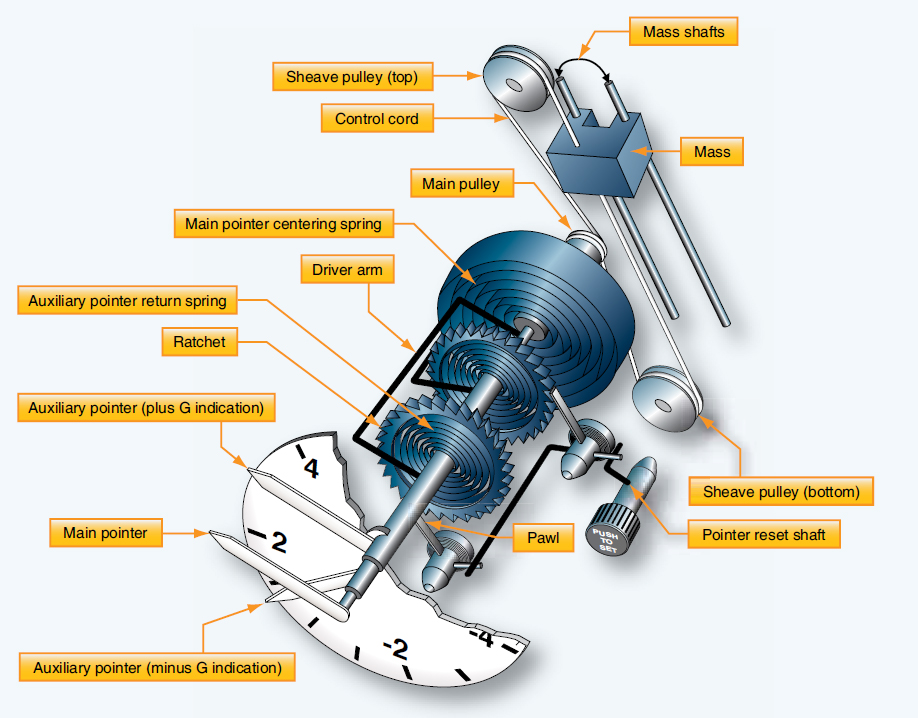 Mass shafts
Sheave pulley (top)
Control cord
Mass
Main pulley
Main pointer centering spring
Driver arm
Auxiliary pointer return spring
Ratchet
Auxiliary pointer (plus G indication)
4
Sheave pulley (bottom)
Main pointer
2
Pawl
PUSH
TO
SET
Pointer reset shaft
-2
-4
Auxiliary pointer (minus G indication)